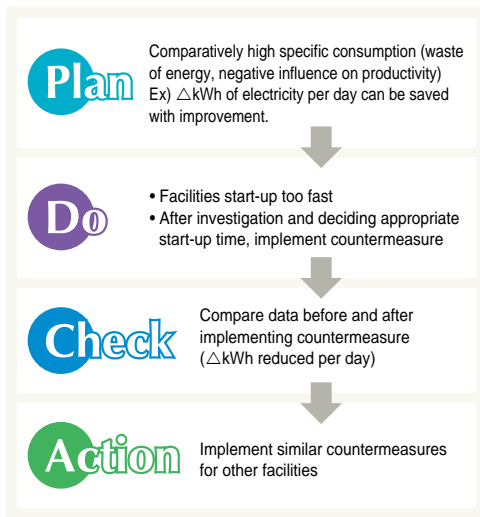 Plan
Comparatively high specific consumption (waste
of energy, negative influence on productivity)
Ex) △kWh of electricity per day can be saved
with improvement.
Do
• Facilities start-up too fast
• After investigation and deciding appropriate
start-up time, implement countermeasure
Check
Compare data before and after
implementing countermeasure
(△kWh reduced per day)
Action
Implement similar countermeasures
for other facilities